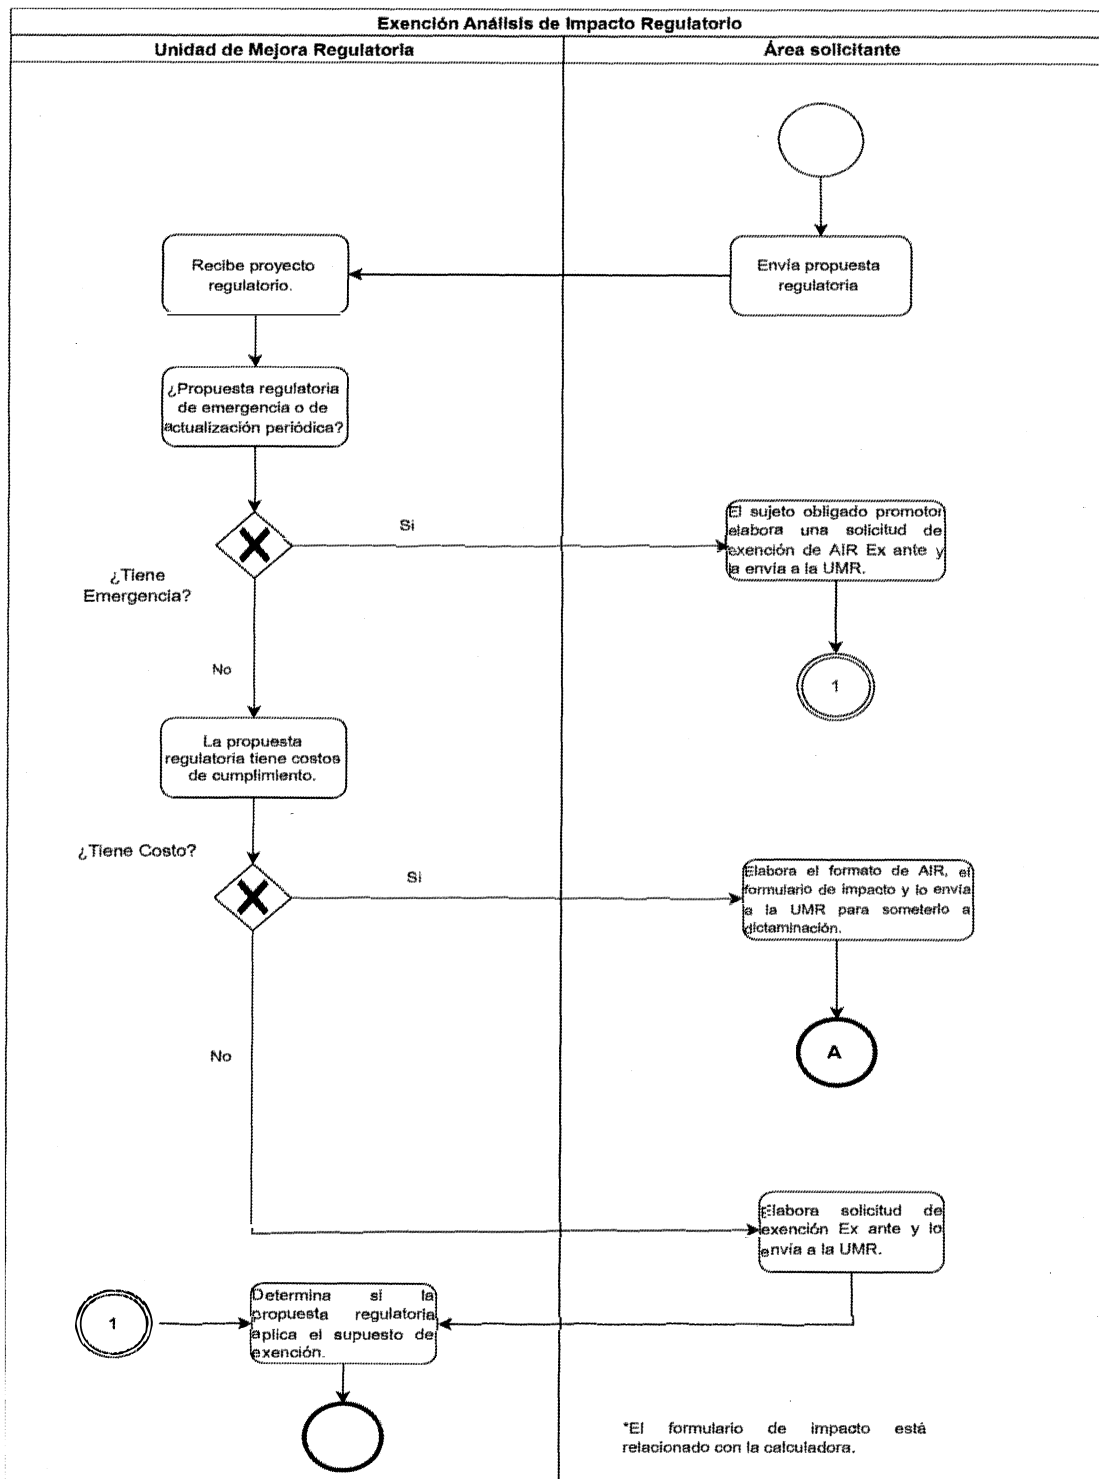 Exención Análisis de Impacto Regulatorio
Unidad de Mejora Regulatoria
Área solicitante
Recibe proyecto
regulatorio.
Envía propuesta
regulatoria
¿Propuesta regulatoria
de emergencia o de
actualización periódica?
Si
El sujeto obligado promotor
elabora una solicitud de
exención de AIR Ex ante y
la envía a la UMR.
¿Tiene
Emergencia?
No
1
La propuesta
regulatoria tiene costos
de cumplimiento.
¿Tiene Costo?
Si
Elabora el formato de AIR, el
formulario de impacto y lo envía
a la UMR para someterlo a
dictaminación.
No
A
Elabora solicitud de
exención Ex ante y lo
envía a la UMR.
1
Determina si la
propuesta regulatoria
aplica el supuesto de
exención.
*El formulario de impacto está
relacionado con la calculadora.